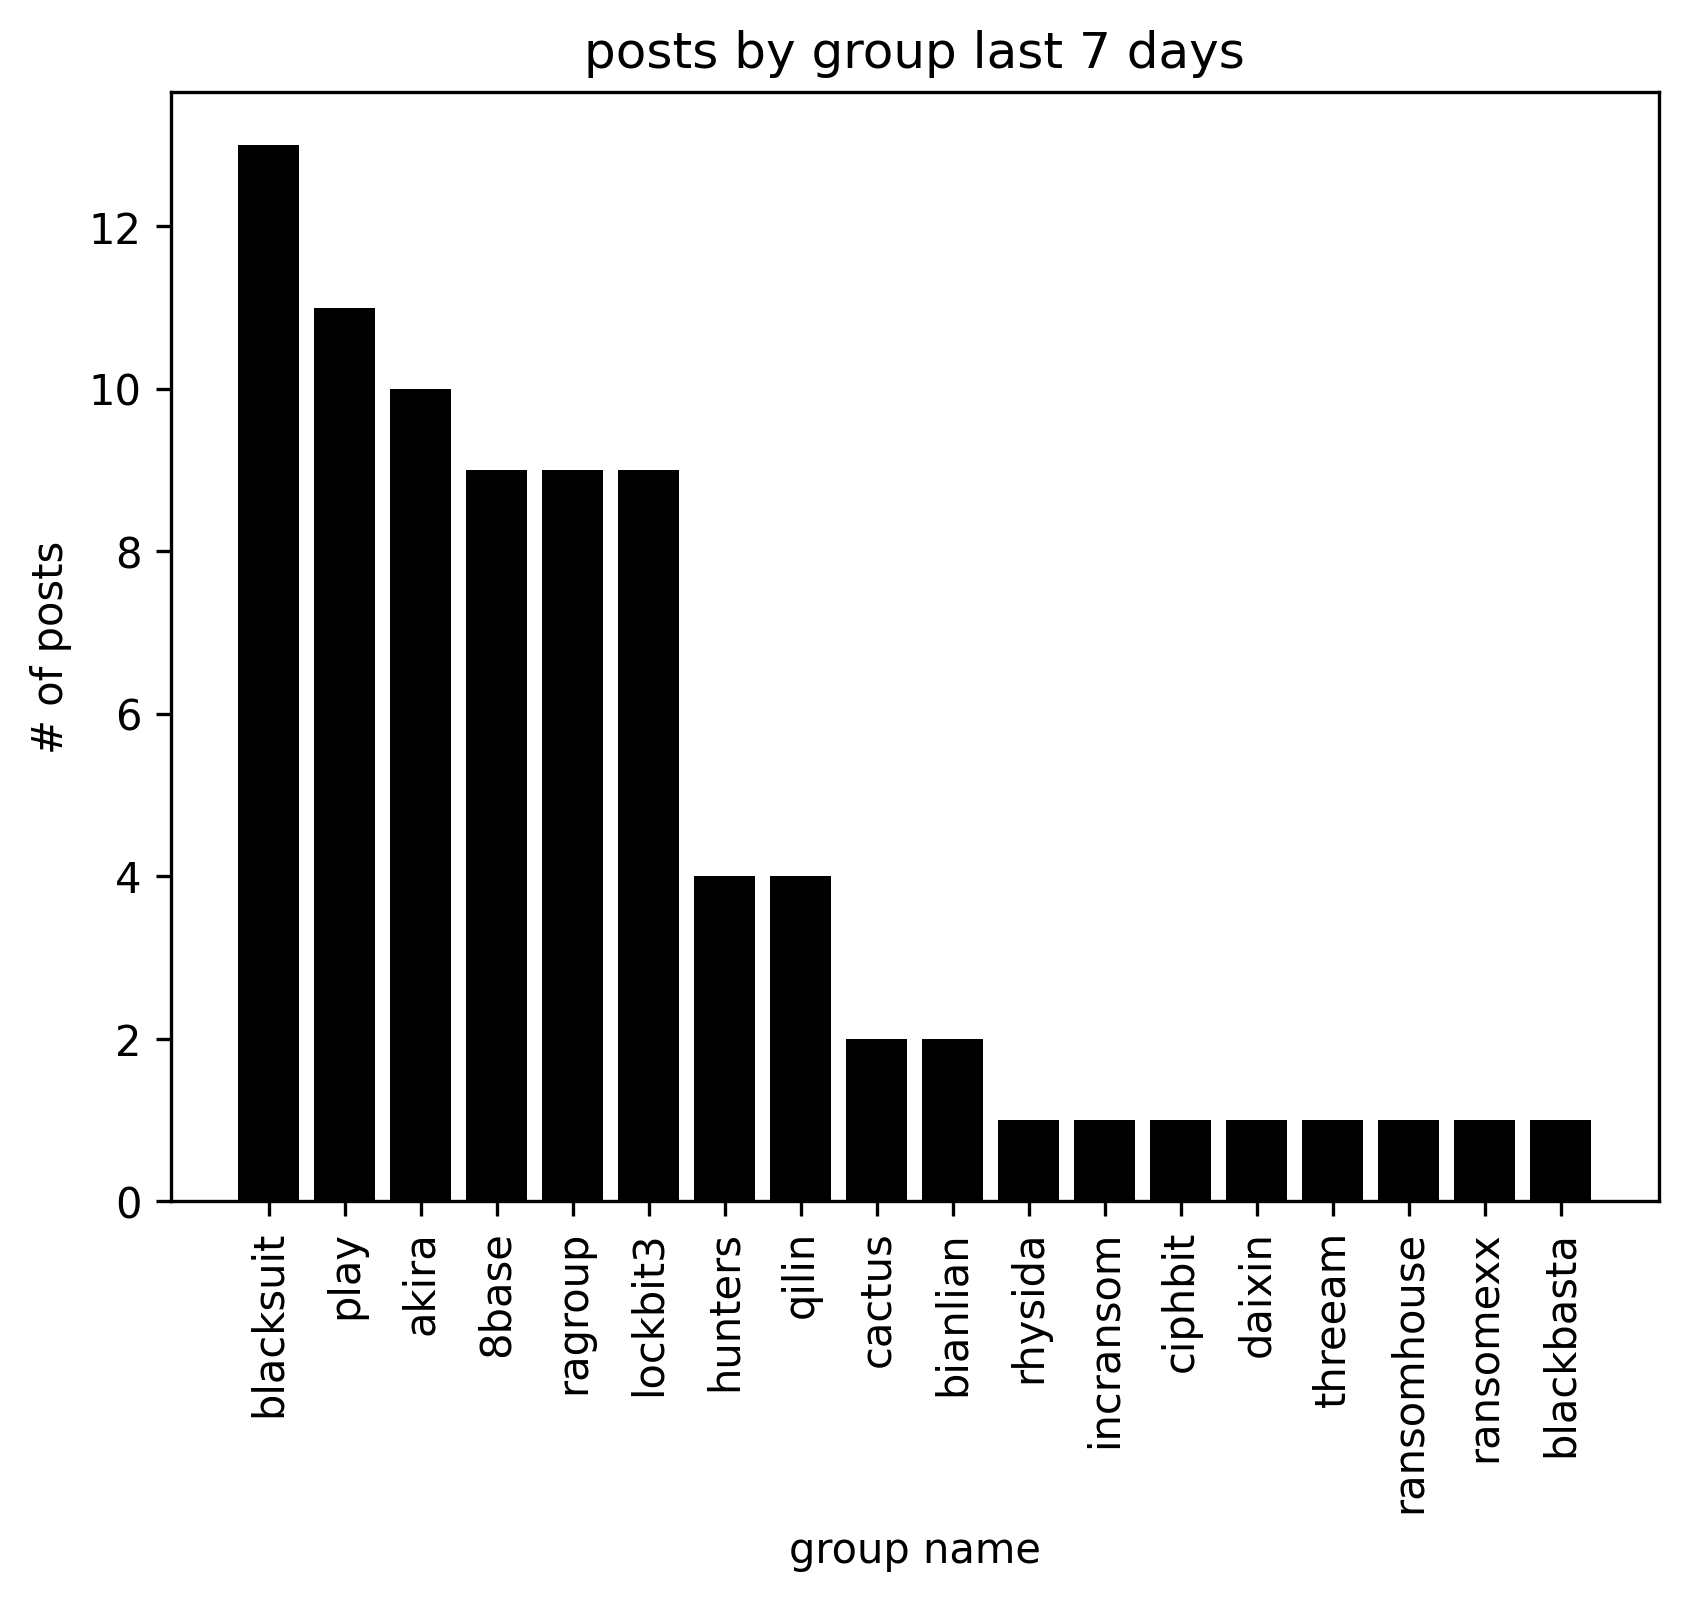 posts by group last 7 days
# of posts
12
10
8
6
4
2
0
blacksuit
play
akira
8base
ragroup
lockbit3
hunters
qilin
cactus
bianlian
rhysida
incransom
ciphbit
daixin
threeam
ransomhouse
ransomexx
blackbasta
group name